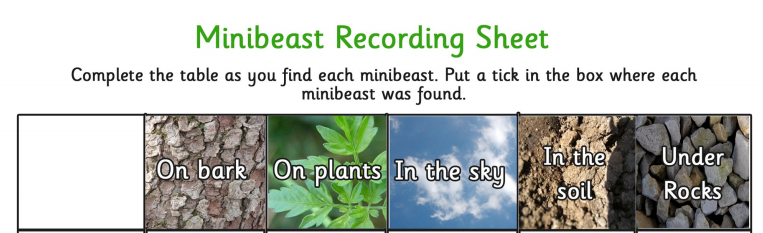 Minibeast Recording Sheet
Complete the table as you find each minibeast. Put a tick in the box where each
minibeast was found.
On bark
On plants
In the sky
In the
soil
Under
Rocks